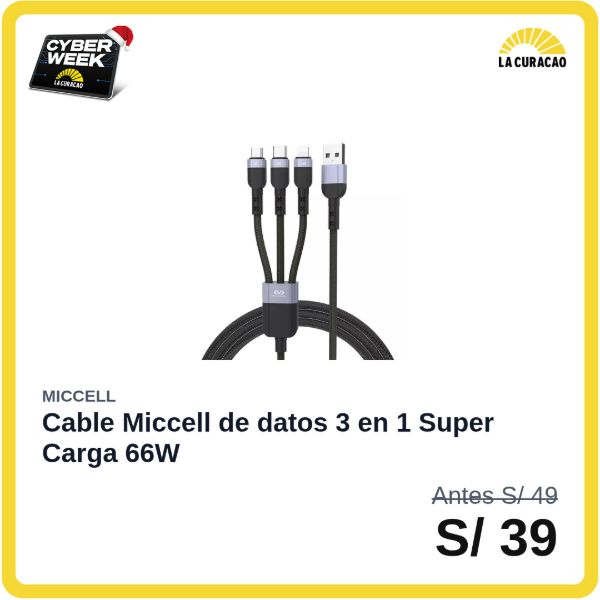 CYBER
WEEK
LA CURACAO
LA CURACAO
MICCELL
Cable Miccell de datos 3 en 1 Super
Carga 66W
Antes S/ 49
S/ 39